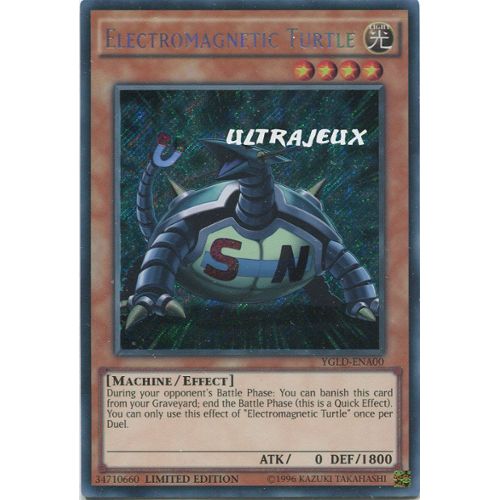 ELECTROMAGNETIC TURTLE
LIGHT
光
ULTRAJEUX
S N
YGLD-ENA00
[MACHINE/EFFECT]
During your opponent's Battle Phase: You can banish this card
from your Graveyard; end the Battle Phase (this is a Quick Effect).
You can only use this effect of "Electromagnetic Turtle" once per
Duel.
ATK/ 0 DEF/1800
34710660 LIMITED EDITION ©1996 KAZUKI TAKAHASHI